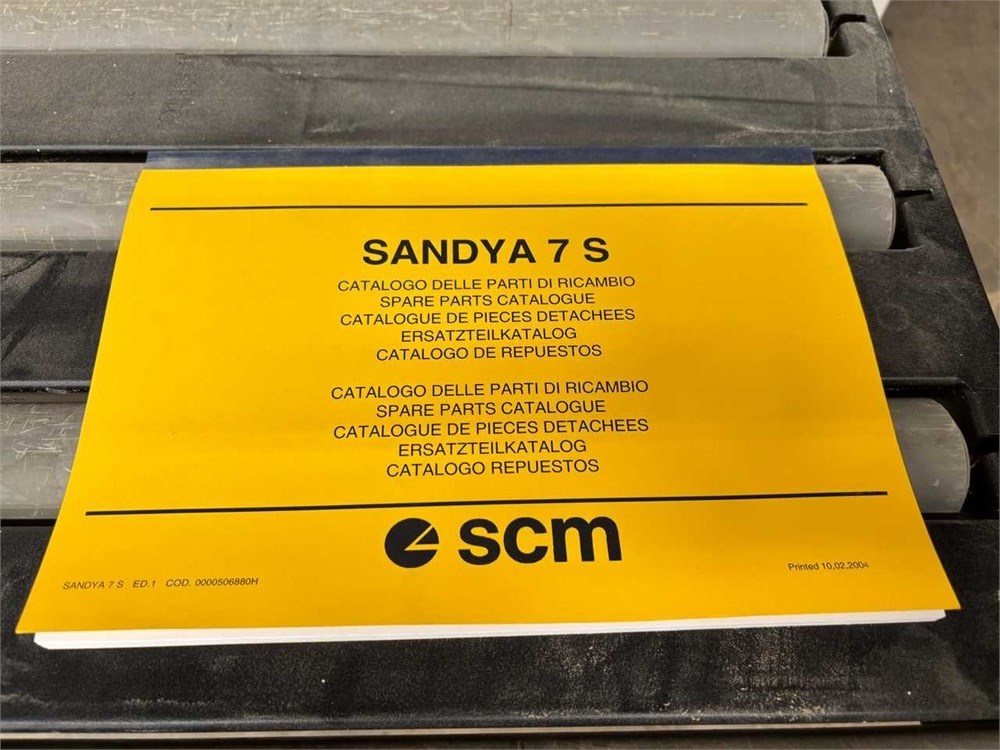 SANDYA 7 S
CATALOGO DELLE PARTI DI RICAMBIO
SPARE PARTS CATALOGUE
CATALOGUE DE PIECES DETACHEES
ERSATZTEILKATALOG
CATALOGO DE REPUESTOS
CATALOGO DELLE PARTI DI RICAMBIO
SPARE PARTS CATALOGUE
CATALOGUE DE PIECES DETACHEES
ERSATZTEILKATALOG
CATALOGO REPUESTOS
scm
SANDYA 7 S ED.1 COD. 0000506880H
Printed 10.02.2004